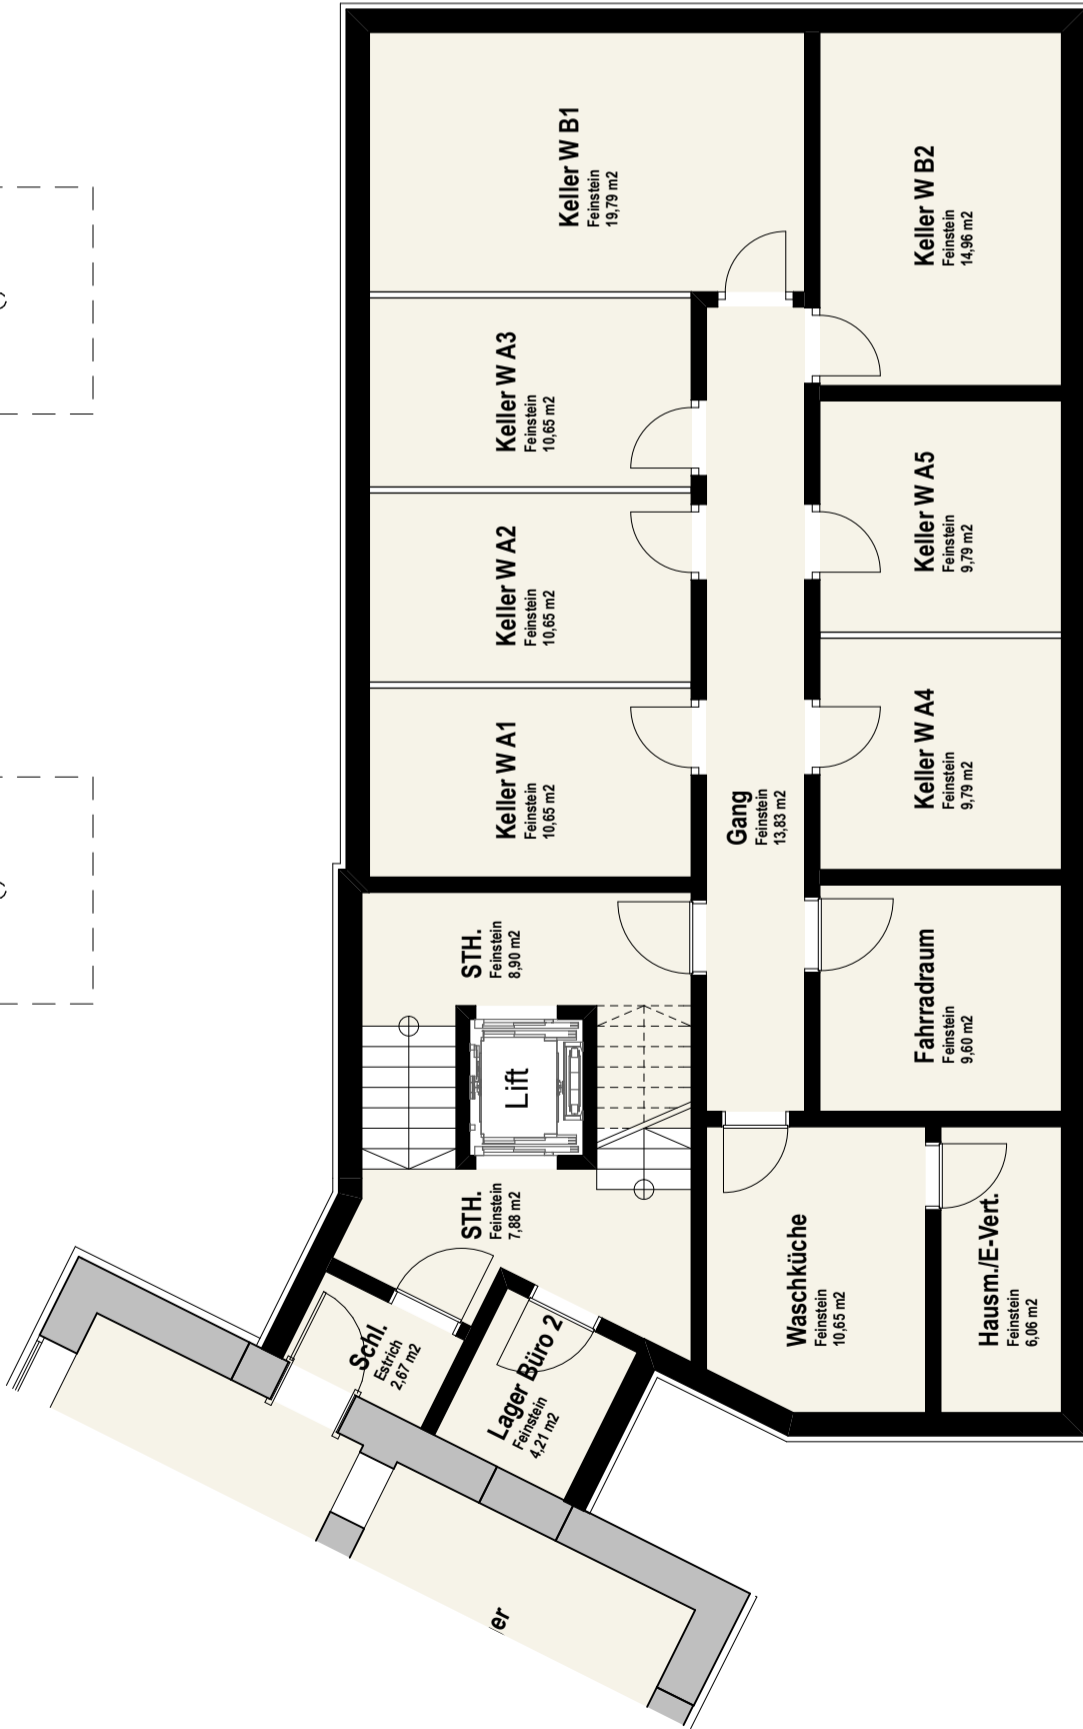 Keller W B1
Feinstein
19,79 m2
Keller W B2
Feinstein
14,96 m2
Keller W A3
Feinstein
10,65 m2
Keller W A5
Feinstein
9,79 m2
Keller W A2
Feinstein
10,65 m2
Keller W A4
Feinstein
9,79 m2
Keller W A1
Feinstein
10,65 m2
Gang
Feinstein
13,83 m2
STH.
Feinstein
8,90 m2
Fahrradraum
Feinstein
9,60 m2
Lift
STH.
Feinstein
7,88 m2
Waschküche
Feinstein
10,65 m2
Hausm./E-Vert.
Feinstein
6,06 m2
Schl.
Estrich
2,67 m2
Lager Büro 2
Feinstein
4,21 m2
er